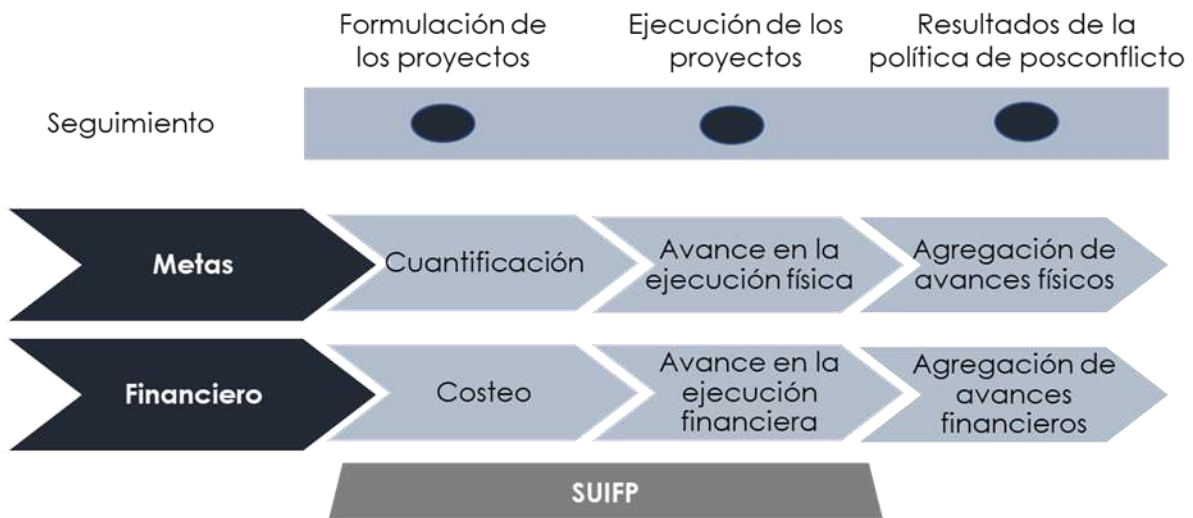 Formulación de
los proyectos
Ejecución de los
proyectos
Resultados de la
política de posconflicto
Seguimiento
Metas
Cuantificación
Avance en la
ejecución física
Agregación de
avances físicos
Financiero
Costeo
Avance en la
ejecución
financiera
Agregación de
avances
financieros
SUIFP